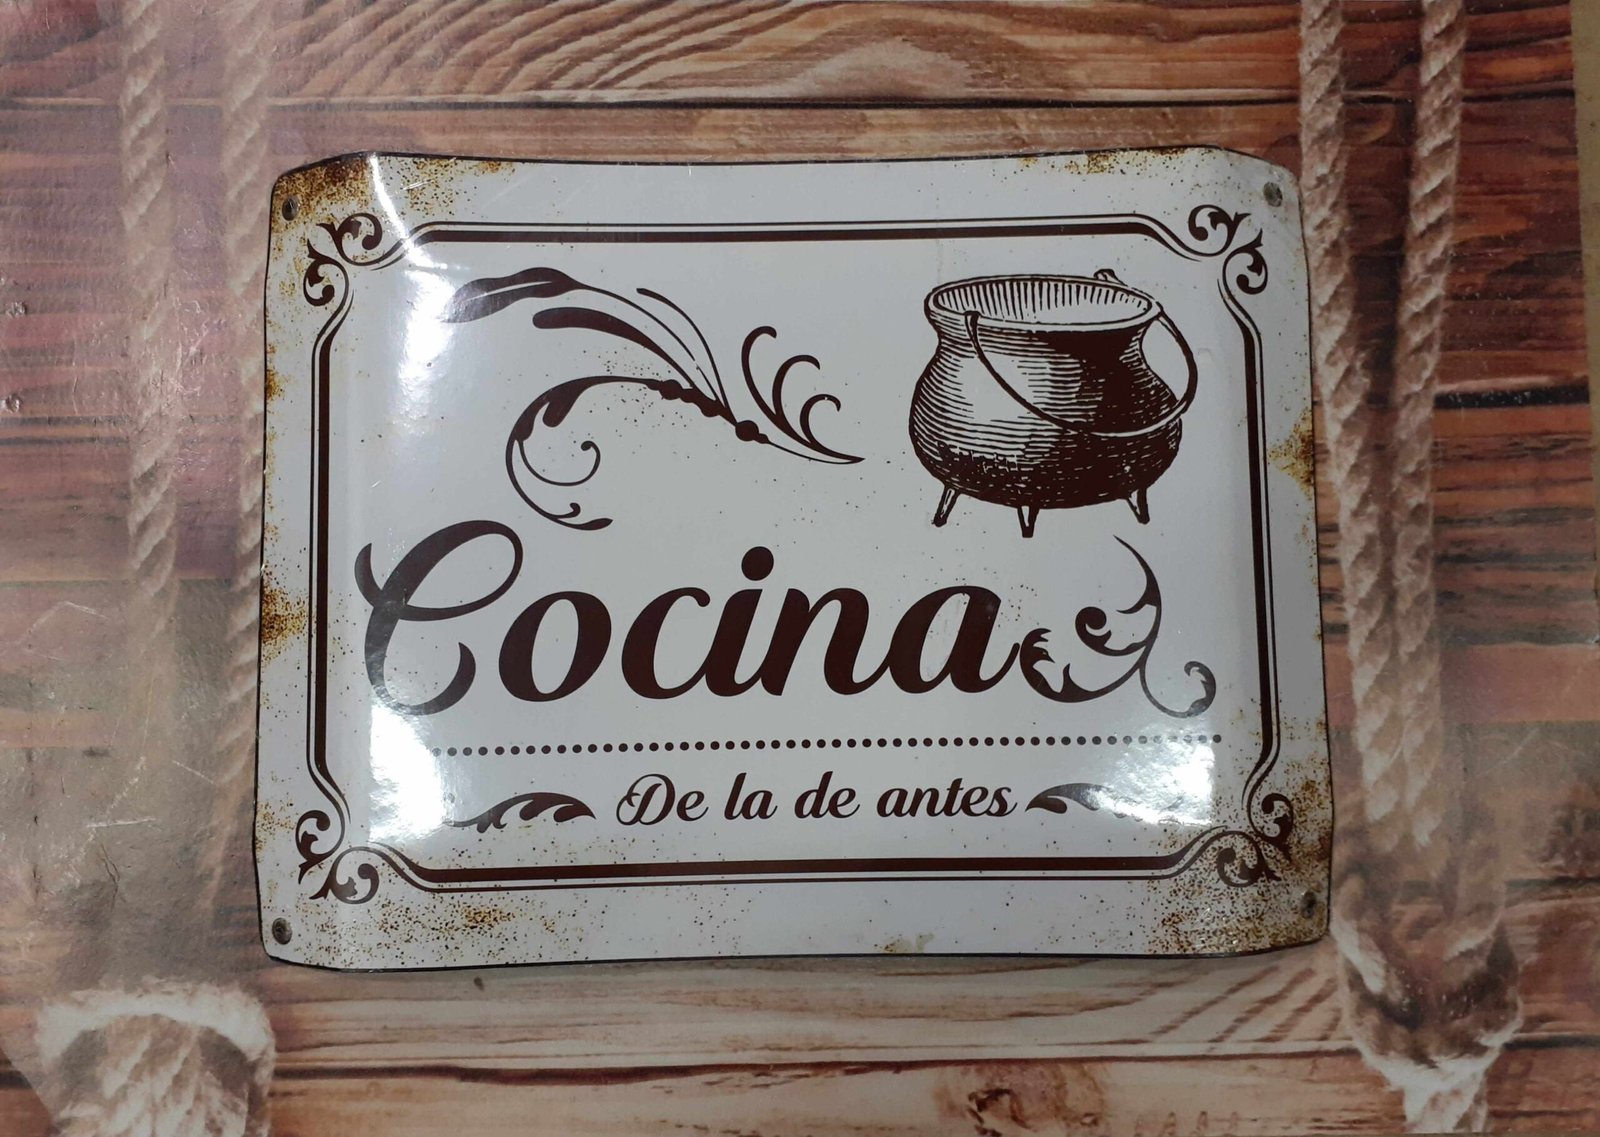 Cocina
De la de antes